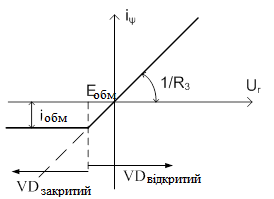 iψ
Eобм
Uг
1/R3
iобм
VDвідкритий
VDзакритий